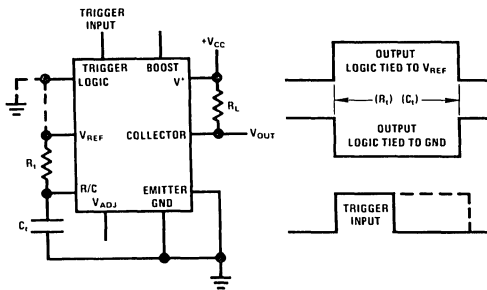 TRIGGER
INPUT
+VCC
TRIGGER
BOOST
LOGIC
V+
RL
VREF
COLLECTOR
VOUT
Rt
R/C
EMITTER
VADJ
GND
Ct
OUTPUT
LOGIC TIED TO VREF
(Rt) (Ct)
OUTPUT
LOGIC TIED TO GND
TRIGGER
INPUT